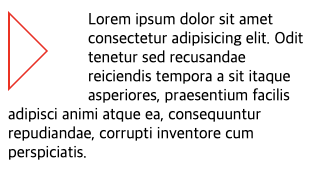 Lorem ipsum dolor sit amet
consectetur adipisicing elit. Odit
tenetur sed recusandae
reiciendis tempora a sit itaque
asperiores, praesentium facilis
adipisci animi atque ea, consequuntur
repudiandae, corrupti inventore cum
perspiciatis.